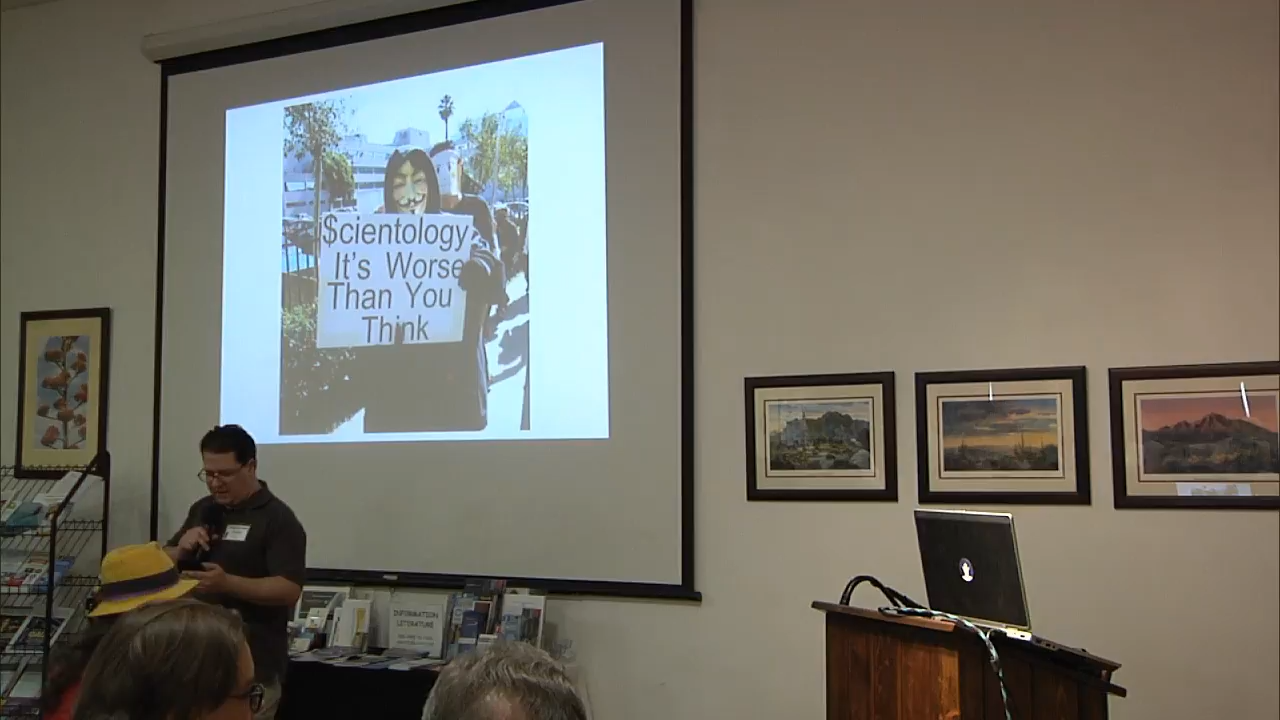 $cientology
It's Worse
Than You
Think
INFORMATION
LITERATURE